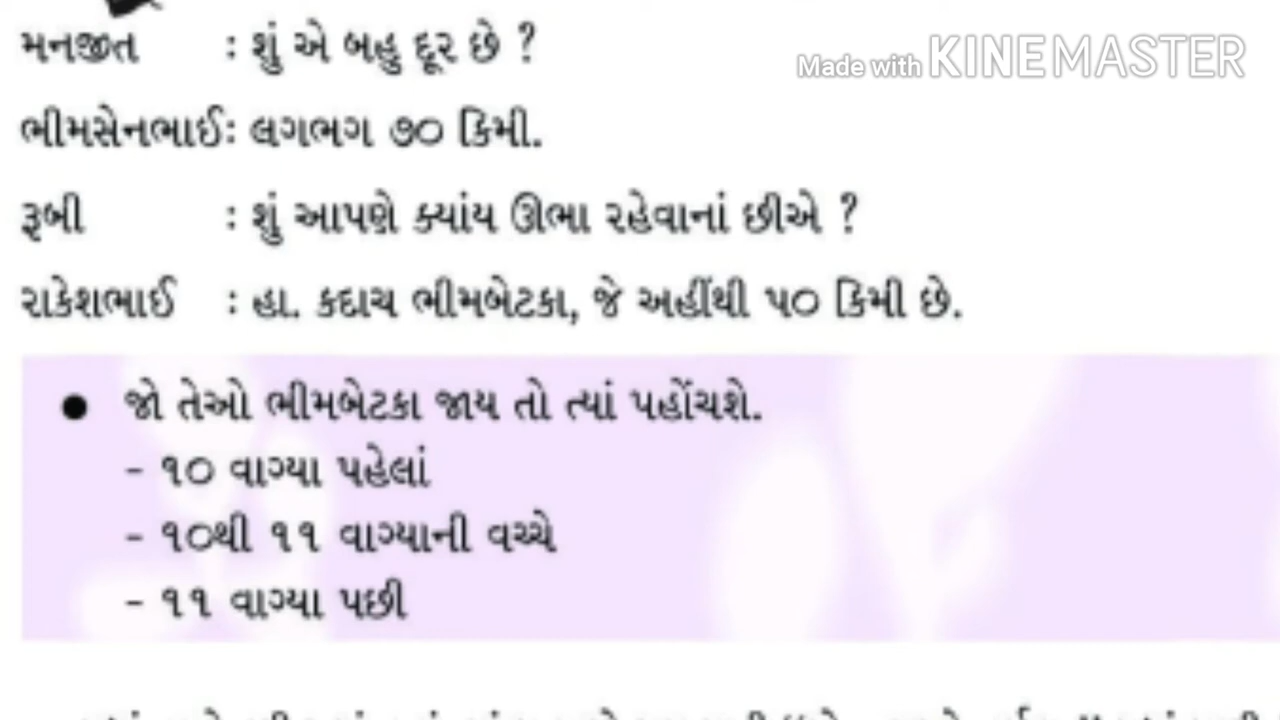 મનજીત : શું એ બહુ દૂર છે ?
Made with KINEMASTER
ભીમસેનભાઈ: લગભગ ૭૦ કિમી.
રૂબી : શું આપણે ક્યાંય ઊભા રહેવાનાં છીએ ?
રાકેશભાઈ : હા. કદાચ ભીમબેટકા, જે અહીંથી ૫૦ કિમી છે.
● જો તેઓ ભીમબેટકા જાય તો ત્યાં પહોંચશે.
- ૧૦ વાગ્યા પહેલાં
- ૧૦થી ૧૧ વાગ્યાની વચ્ચે
- ૧૧ વાગ્યા પછી